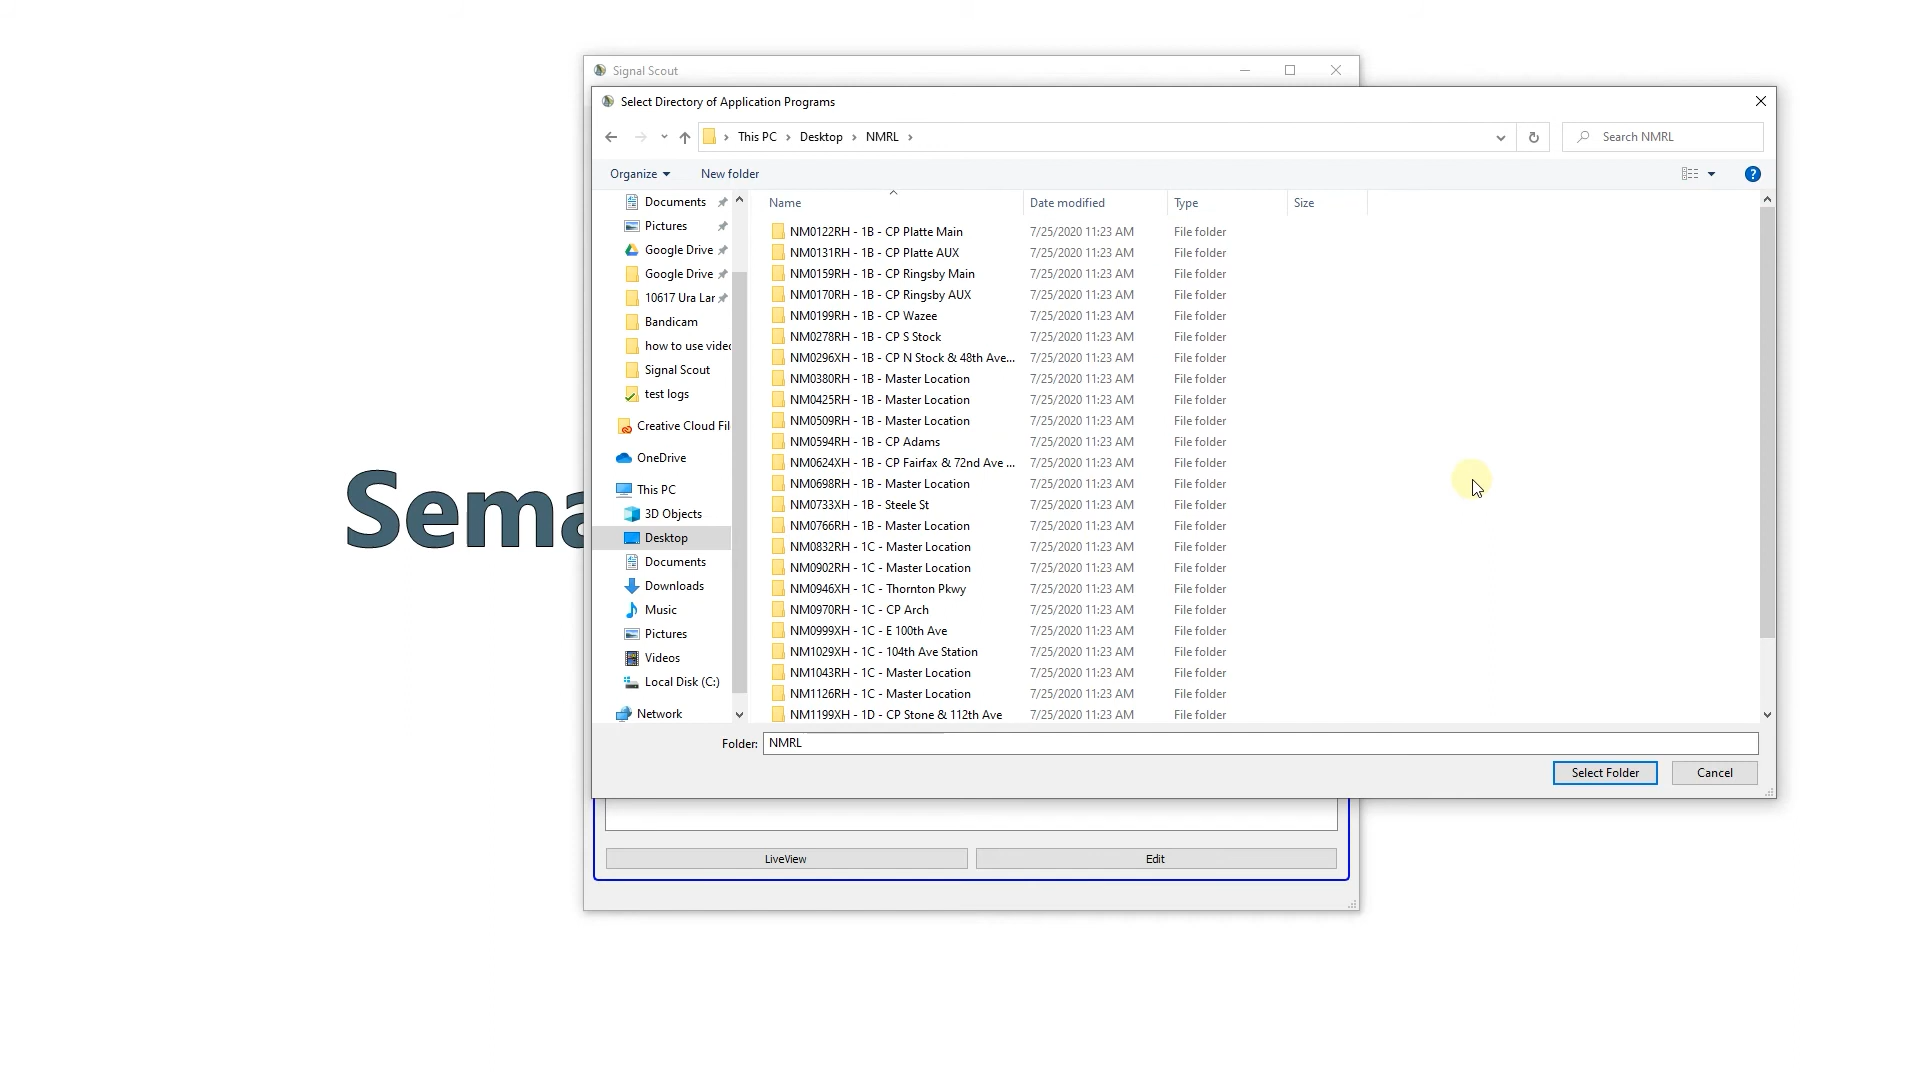 Signal Scout
Select Directory of Application Programs
This PC > Desktop > NMRL >
Search NMRL
Organize
New folder
Name Date modified Type Size
Documents
Pictures
Google Drive
Google Drive
10617 Ura Lar
Bandicam
how to use videc
Signal Scout
test logs
Creative Cloud Fil
OneDrive
This PC
3D Objects
Desktop
Documents
Downloads
Music
Pictures
Videos
Local Disk (C:)
Network
NM0122RH - 1B - CP Platte Main 7/25/2020 11:23 AM File folder
NM0131RH - 1B - CP Platte AUX 7/25/2020 11:23 AM File folder
NM0159RH - 1B - CP Ringsby Main 7/25/2020 11:23 AM File folder
NM0170RH - 1B - CP Ringsby AUX 7/25/2020 11:23 AM File folder
NM0199RH - 1B - CP Wazee 7/25/2020 11:23 AM File folder
NM0278RH - 1B - CP S Stock 7/25/2020 11:23 AM File folder
NM0296XH - 1B - CP N Stock & 48th Ave... 7/25/2020 11:23 AM File folder
NM0380RH - 1B - Master Location 7/25/2020 11:23 AM File folder
NM0425RH - 1B - Master Location 7/25/2020 11:23 AM File folder
NM0509RH - 1B - Master Location 7/25/2020 11:23 AM File folder
NM0594RH - 1B - CP Adams 7/25/2020 11:23 AM File folder
NM0624XH - 1B - CP Fairfax & 72nd Ave ... 7/25/2020 11:23 AM File folder
NM0698RH - 1B - Master Location 7/25/2020 11:23 AM File folder
NM0733XH - 1B - Steele St 7/25/2020 11:23 AM File folder
NM0766RH - 1B - Master Location 7/25/2020 11:23 AM File folder
NM0832RH - 1C - Master Location 7/25/2020 11:23 AM File folder
NM0902RH - 1C - Master Location 7/25/2020 11:23 AM File folder
NM0946XH - 1C - Thornton Pkwy 7/25/2020 11:23 AM File folder
NM0970RH - 1C - CP Arch 7/25/2020 11:23 AM File folder
NM0999XH - 1C - E 100th Ave 7/25/2020 11:23 AM File folder
NM1029XH - 1C - 104th Ave Station 7/25/2020 11:23 AM File folder
NM1043RH - 1C - Master Location 7/25/2020 11:23 AM File folder
NM1126RH - 1C - Master Location 7/25/2020 11:23 AM File folder
NM1199XH - 1D - CP Stone & 112th Ave 7/25/2020 11:23 AM File folder
Folder: NMRL
Select Folder Cancel
LiveView Edit
Sema